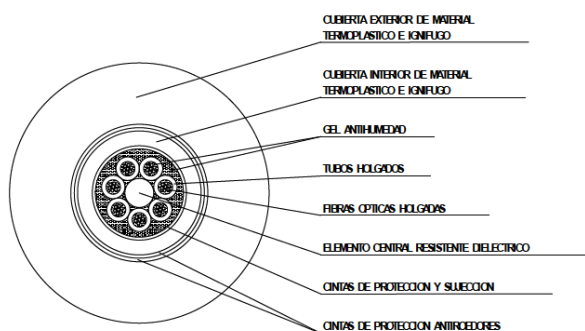 CUBIERTA EXTERIOR DE MATERIAL
TERMOPLASTICO E IGNIFUGO
CUBIERTA INTERIOR DE MATERIAL
TERMOPLASTICO E IGNIFUGO
GEL ANTIHUMEDAD
TUBOS HOLGADOS
FIBRAS OPTICAS HOLGADAS
ELEMENTO CENTRAL RESISTENTE DIELECTRICO
CINTAS DE PROTECCION Y SUJECCION
CINTAS DE PROTECCION ANTIROEDORES